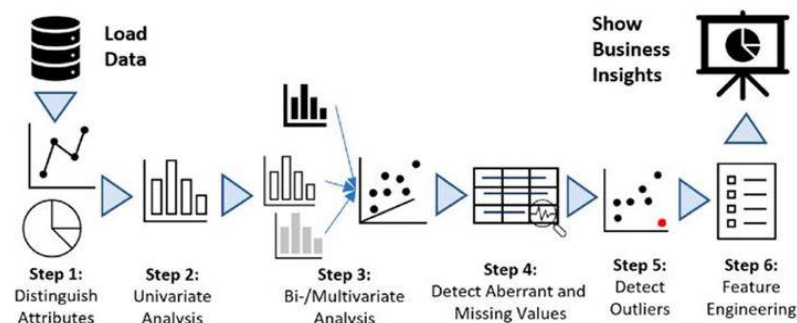 Load
Data
Show
Business
Insights
Step 1:
Distinguish
Attributes
Step 2:
Univariate
Analysis
Step 3:
Bi-/Multivariate
Analysis
Step 4:
Detect Aberrant and
Missing Values
Step 5:
Detect
Outliers
Step 6:
Feature
Engineering